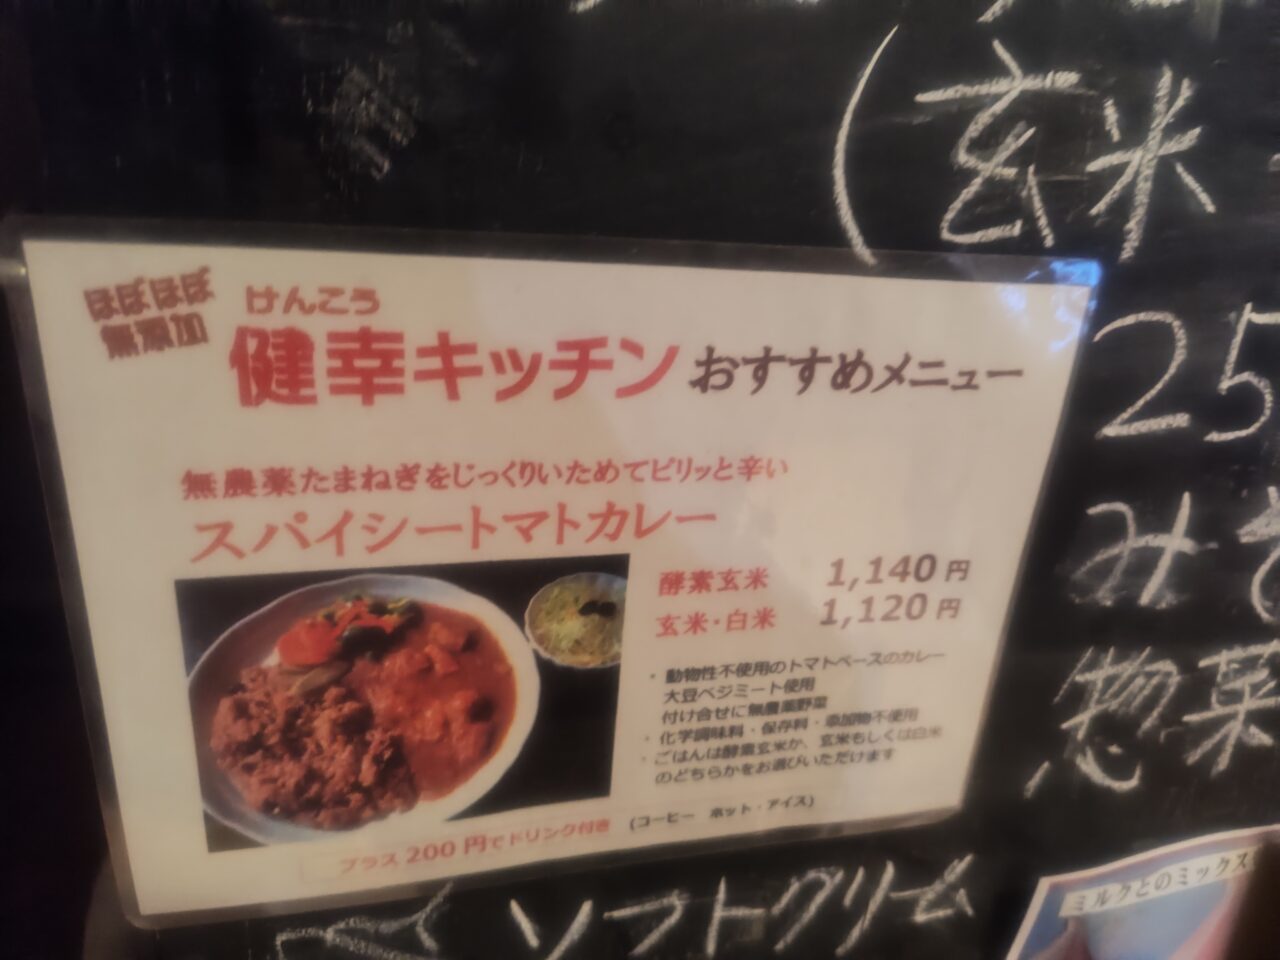 (玄米
ほぼほぼ
無添加
けんこう
健幸キッチン おすすめメニュー
25
無農薬たまねぎをじっくりいためてピリッと辛い
スパイシートマトカレー
酵素玄米 1,140 円
玄米・白米 1,120 円
・動物性不使用のトマトベースのカレー
大豆ベジミート使用
付け合せに無農薬野菜
・化学調味料・保存料・添加物不使用
・ごはんは酵素玄米か、玄米もしくは白米
のどちらかをお選びいただけます
プラス 200 円でドリンク付き (コーヒー ホット・アイス)
み
惣菜
ソフトクリーム
ミルクとのミックス